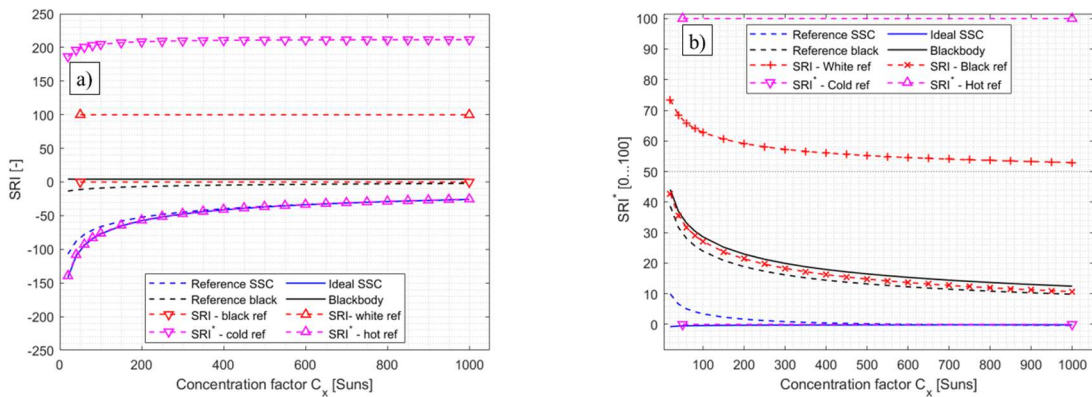 a)
SRI [-]
250
200
150
100
50
0
-50
-100
-150
-200
-250
0 200 400 600 800 1000
Concentration factor Cx [Suns]
Reference SSC Ideal SSC
Reference black Blackbody
SRI - black ref SRI- white ref
SRI* - cold ref SRI* - hot ref
b)
SRI* [0...100]
100
90
80
70
60
50
40
30
20
10
0
100 200 300 400 500 600 700 800 900 1000
Concentration factor Cx [Suns]
Reference SSC Ideal SSC
Reference black Blackbody
SRI - White ref SRI - Black ref
SRI* - Cold ref SRI* - Hot ref